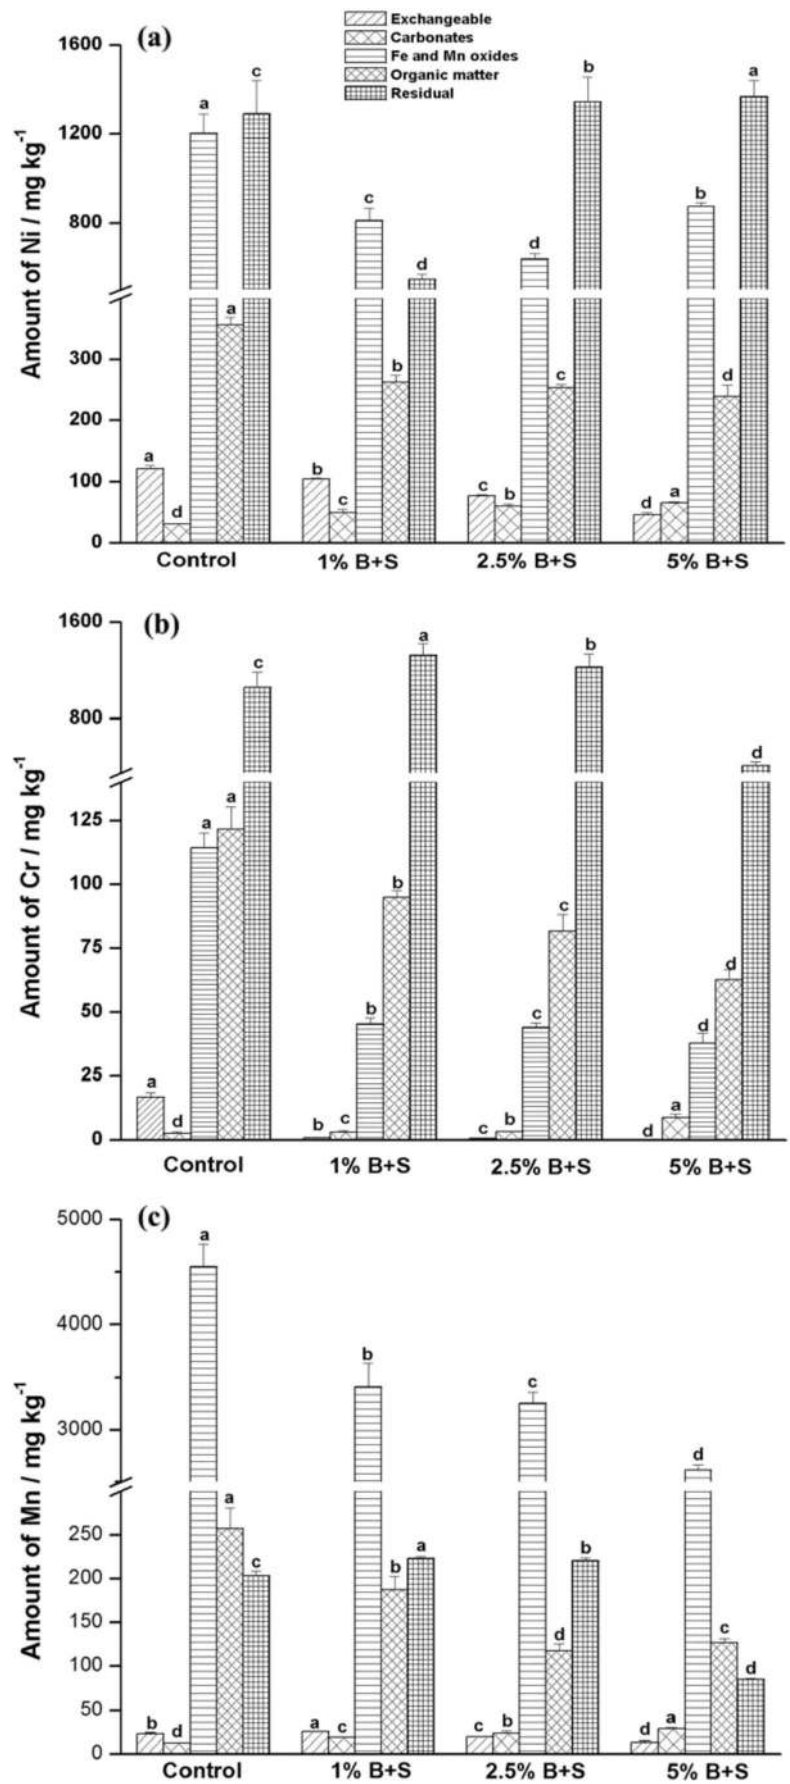 Exchangeable
Carbonates
Fe and Mn oxides
Organic matter
Residual
(a)
Amount of Ni / mg kg⁻¹
1600
1200
800
300
200
100
0
a d a a c
b c c b d
c b d c b
d a b d a
Control 1% B+S 2.5% B+S 5% B+S
(b)
Amount of Cr / mg kg⁻¹
1600
800
125
100
75
50
25
0
a d a a c
b c b b a
c b c c b
d a d d d
Control 1% B+S 2.5% B+S 5% B+S
(c)
Amount of Mn / mg kg⁻¹
5000
4000
3000
250
200
150
100
50
0
b d a a c
a c b b a
c b c d b
d a d c d
Control 1% B+S 2.5% B+S 5% B+S